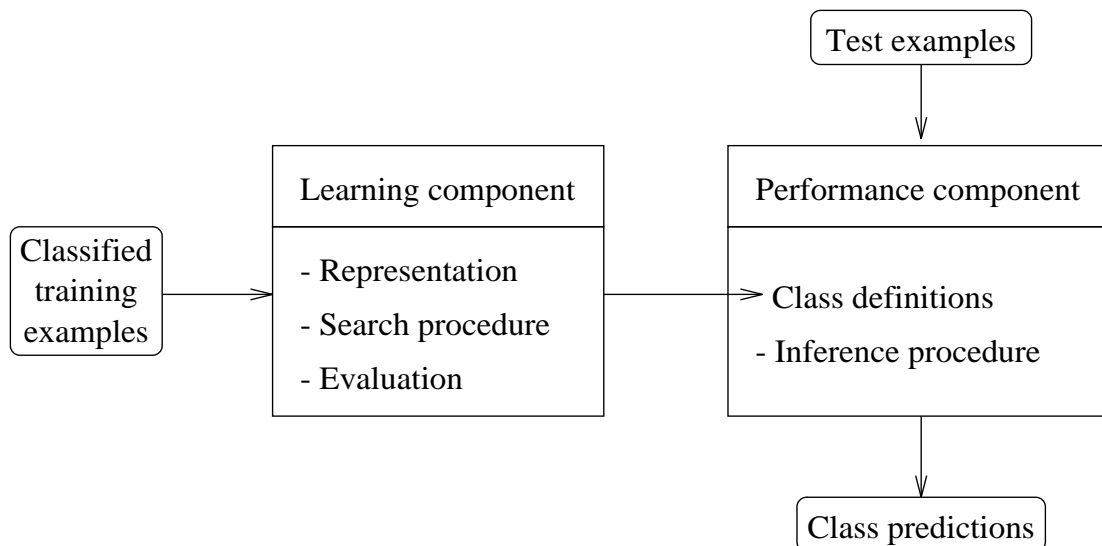 Test examples
Learning component
Performance component
Classified
training
examples
- Representation
- Search procedure
- Evaluation
Class definitions
- Inference procedure
Class predictions